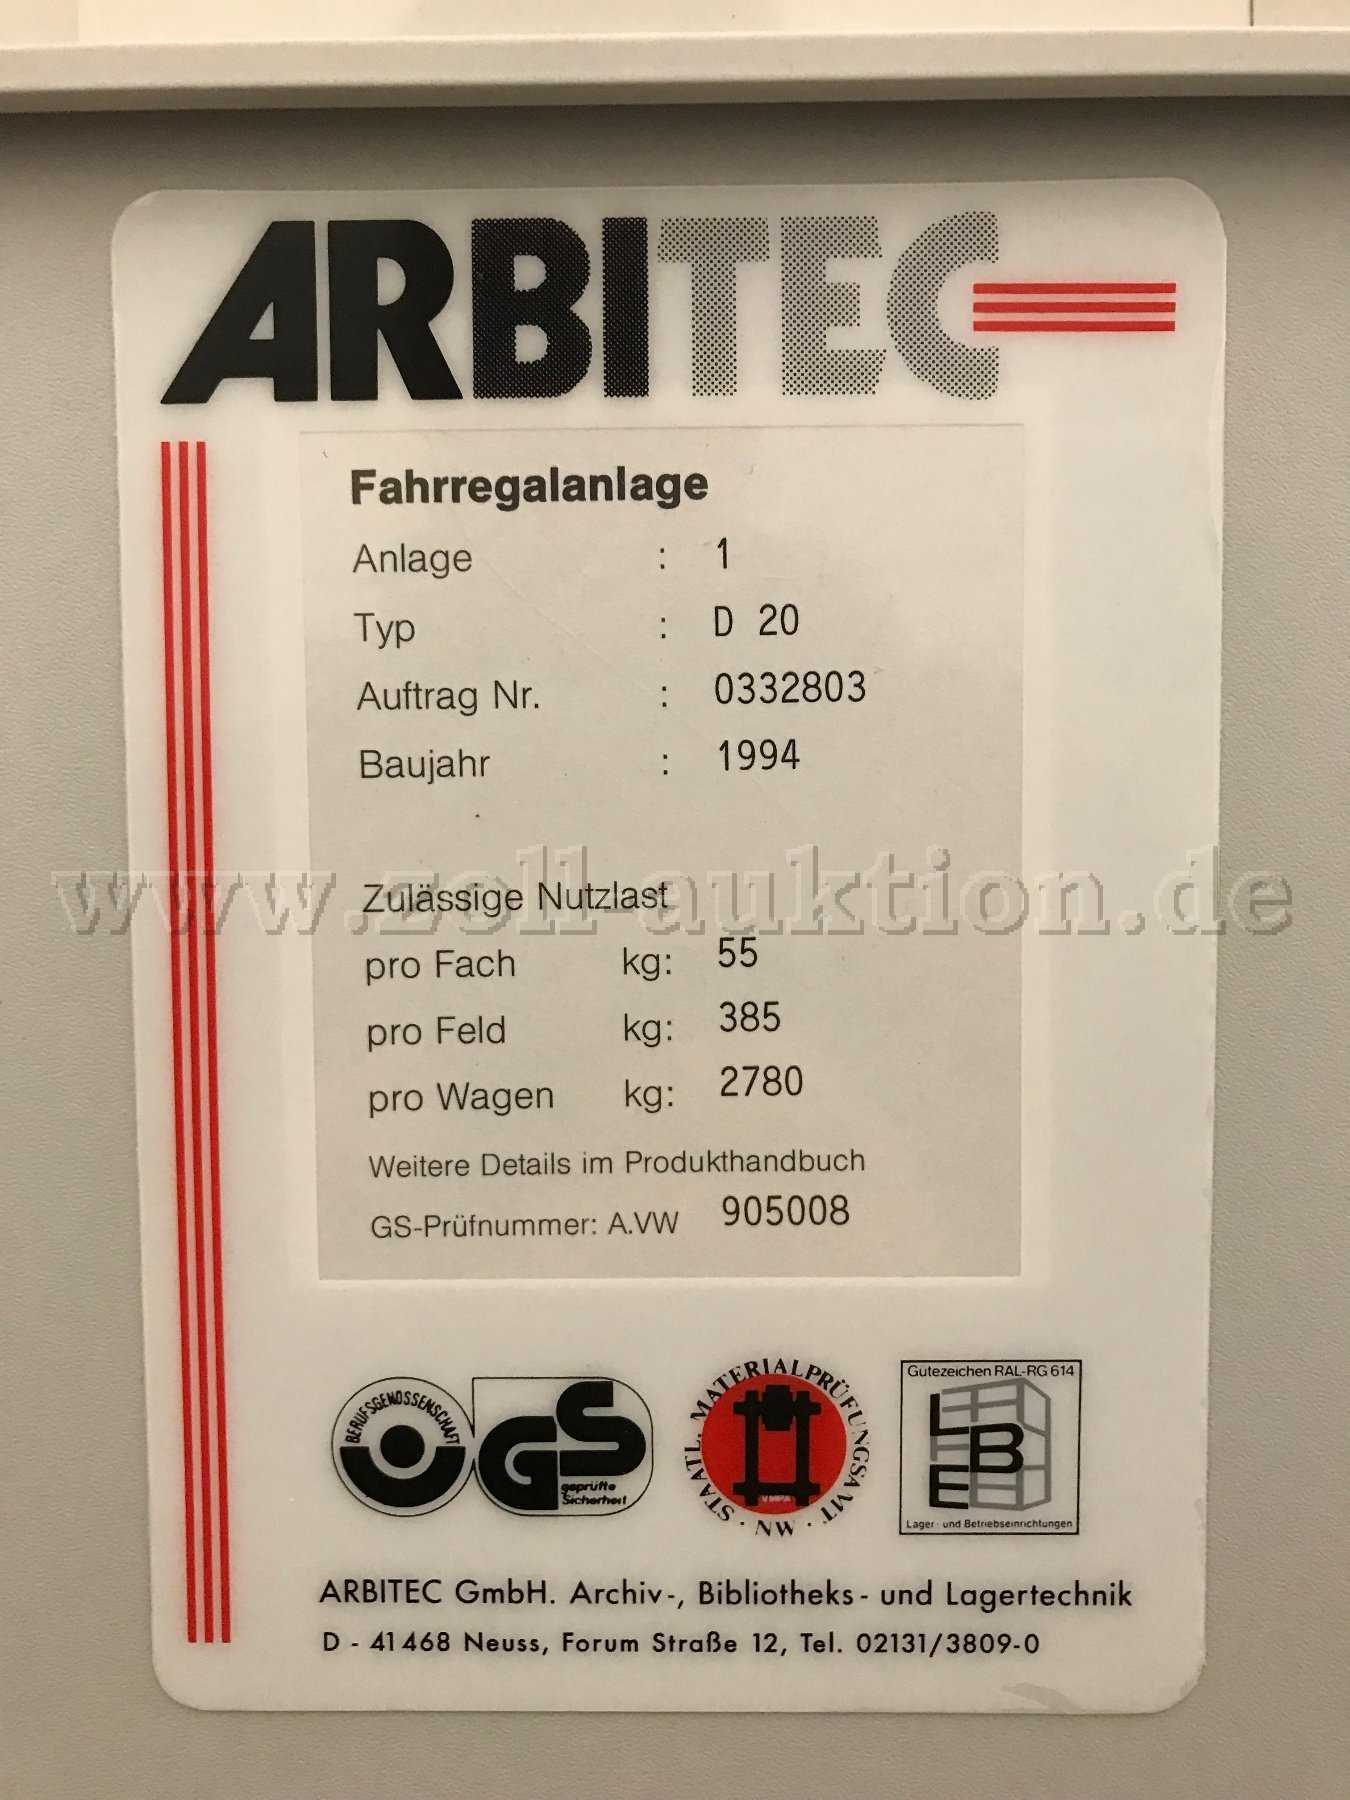 ARBITEC
Fahrregalanlage
Anlage : 1
Typ : D 20
Auftrag Nr. : 0332803
Baujahr : 1994
www.zoll-auktion.de
Zulässige Nutzlast
pro Fach kg: 55
pro Feld kg: 385
pro Wagen kg: 2780
Weitere Details im Produkthandbuch
GS-Prüfnummer: A.VW 905008
BERUFSGENOSSENSCHAFT
GS
geprüfte
Sicherheit
STAATL. MATERIALPRÜFUNGSAMT · NW ·
VMPA
Gutezeichen RAL-RG 614
LBE
Lager- und Betriebseinrichtungen
ARBITEC GmbH. Archiv-, Bibliotheks- und Lagertechnik
D - 41468 Neuss, Forum Straße 12, Tel. 02131/3809-0